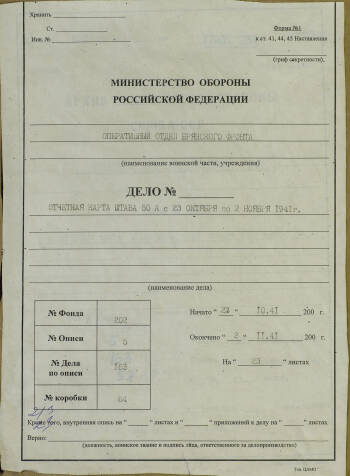 Хранить
Ст.
Инв. №
Форма №1
к ст. 41, 44, 45 Наставления
(гриф секретности),
МИНИСТЕРСТВО ОБОРОНЫ
РОССИЙСКОЙ ФЕДЕРАЦИИ
ОПЕРАТИВНЫЙ ОТДЕЛ БРЯНСКОГО ФРОНТА
(наименование воинской части, учреждения)
ДЕЛО №
ОТЧЕТНАЯ КАРТА ШТАБА 50 А с 23 ОКТЯБРЯ по 2 НОЯБРЯ 1941г.
(наименование дела)
№ Фонда 202
№ Описи 5
№ Дела по описи
№ коробки 64
Начато " " 10.41 200 г.
Окончено " 2 " 11.41 200 г.
На " " листах
Кроме того, внутренняя опись на " " листах и " " приложений к делу на " " листах
Верно:
(должность, воинское звание и подпись лица, ответственного за делопроизводство)
Тип. ЦАМО